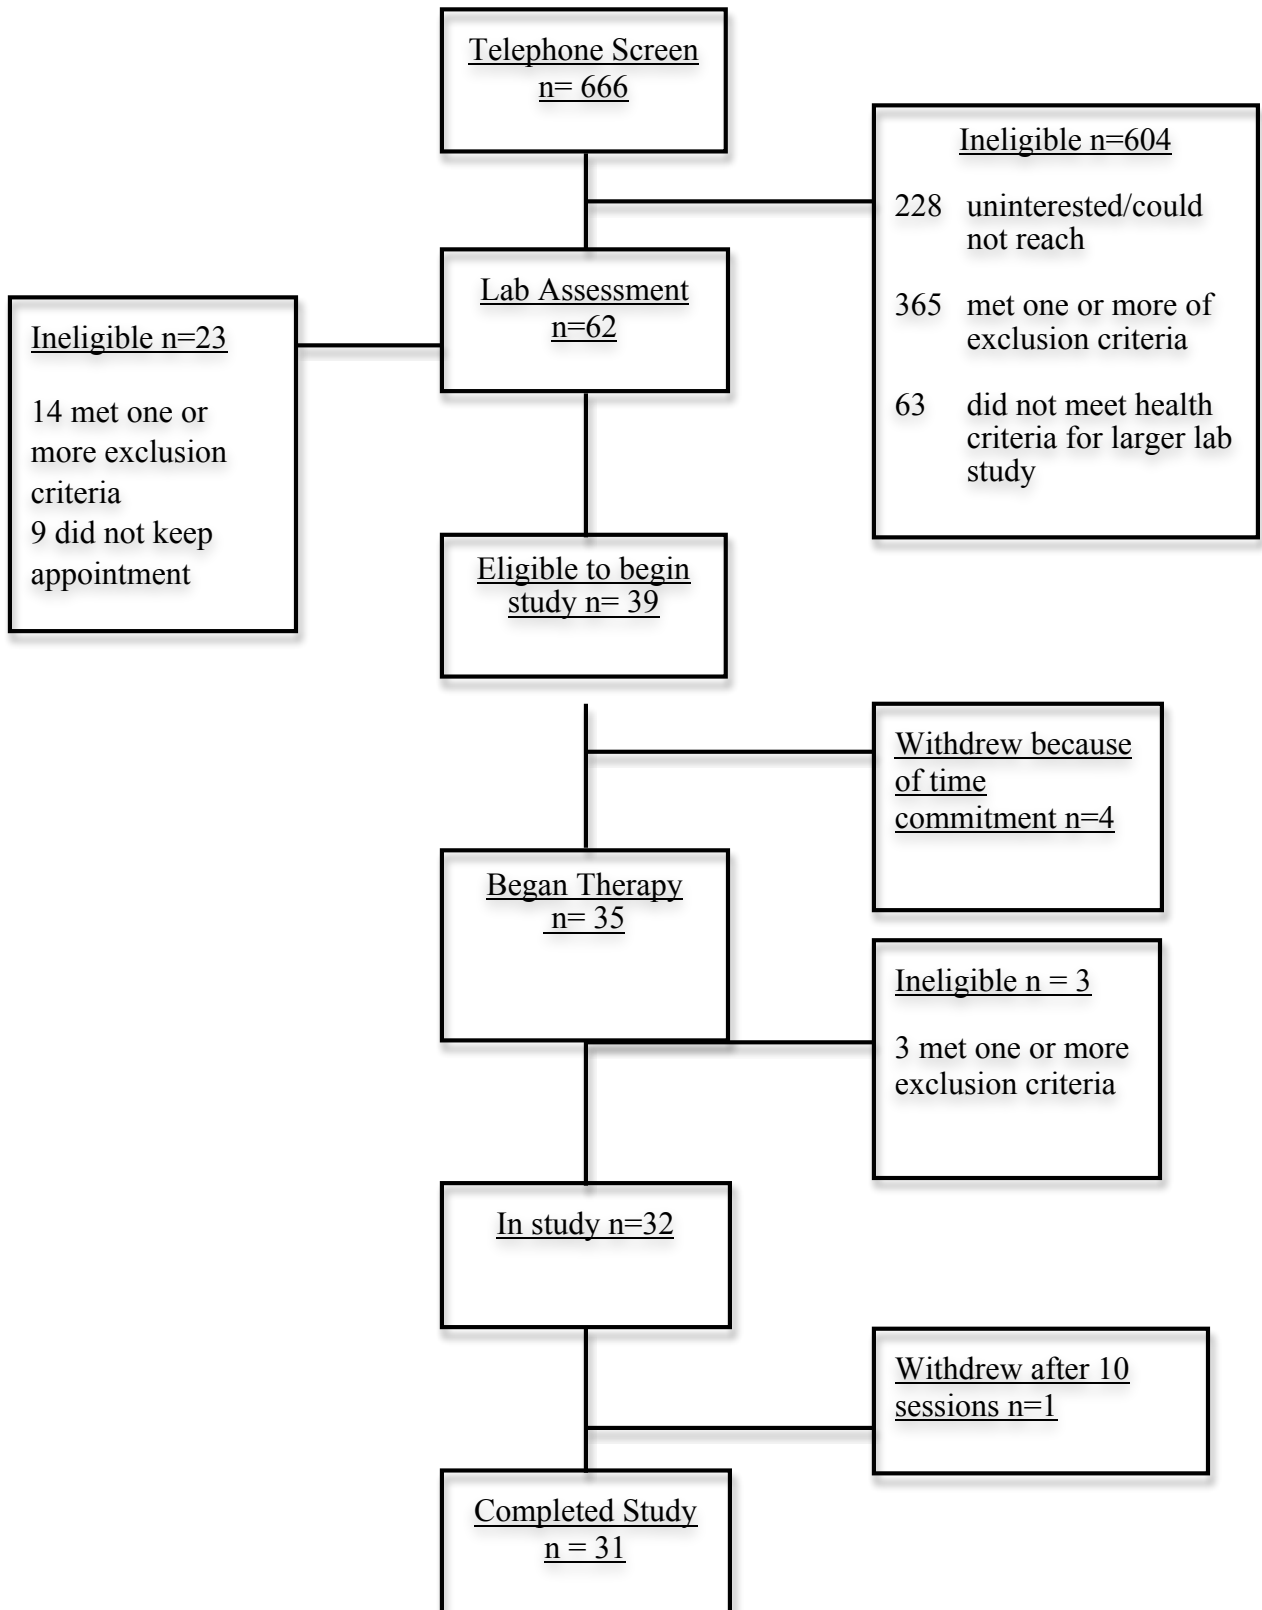 Telephone Screen
n= 666
Ineligible n=604
228 uninterested/could
not reach
365 met one or more of
exclusion criteria
63 did not meet health
criteria for larger lab
study
Lab Assessment
n=62
Ineligible n=23
14 met one or
more exclusion
criteria
9 did not keep
appointment
Eligible to begin
study n= 39
Withdrew because
of time
commitment n=4
Began Therapy
n= 35
Ineligible n = 3
3 met one or more
exclusion criteria
In study n=32
Withdrew after 10
sessions n=1
Completed Study
n = 31